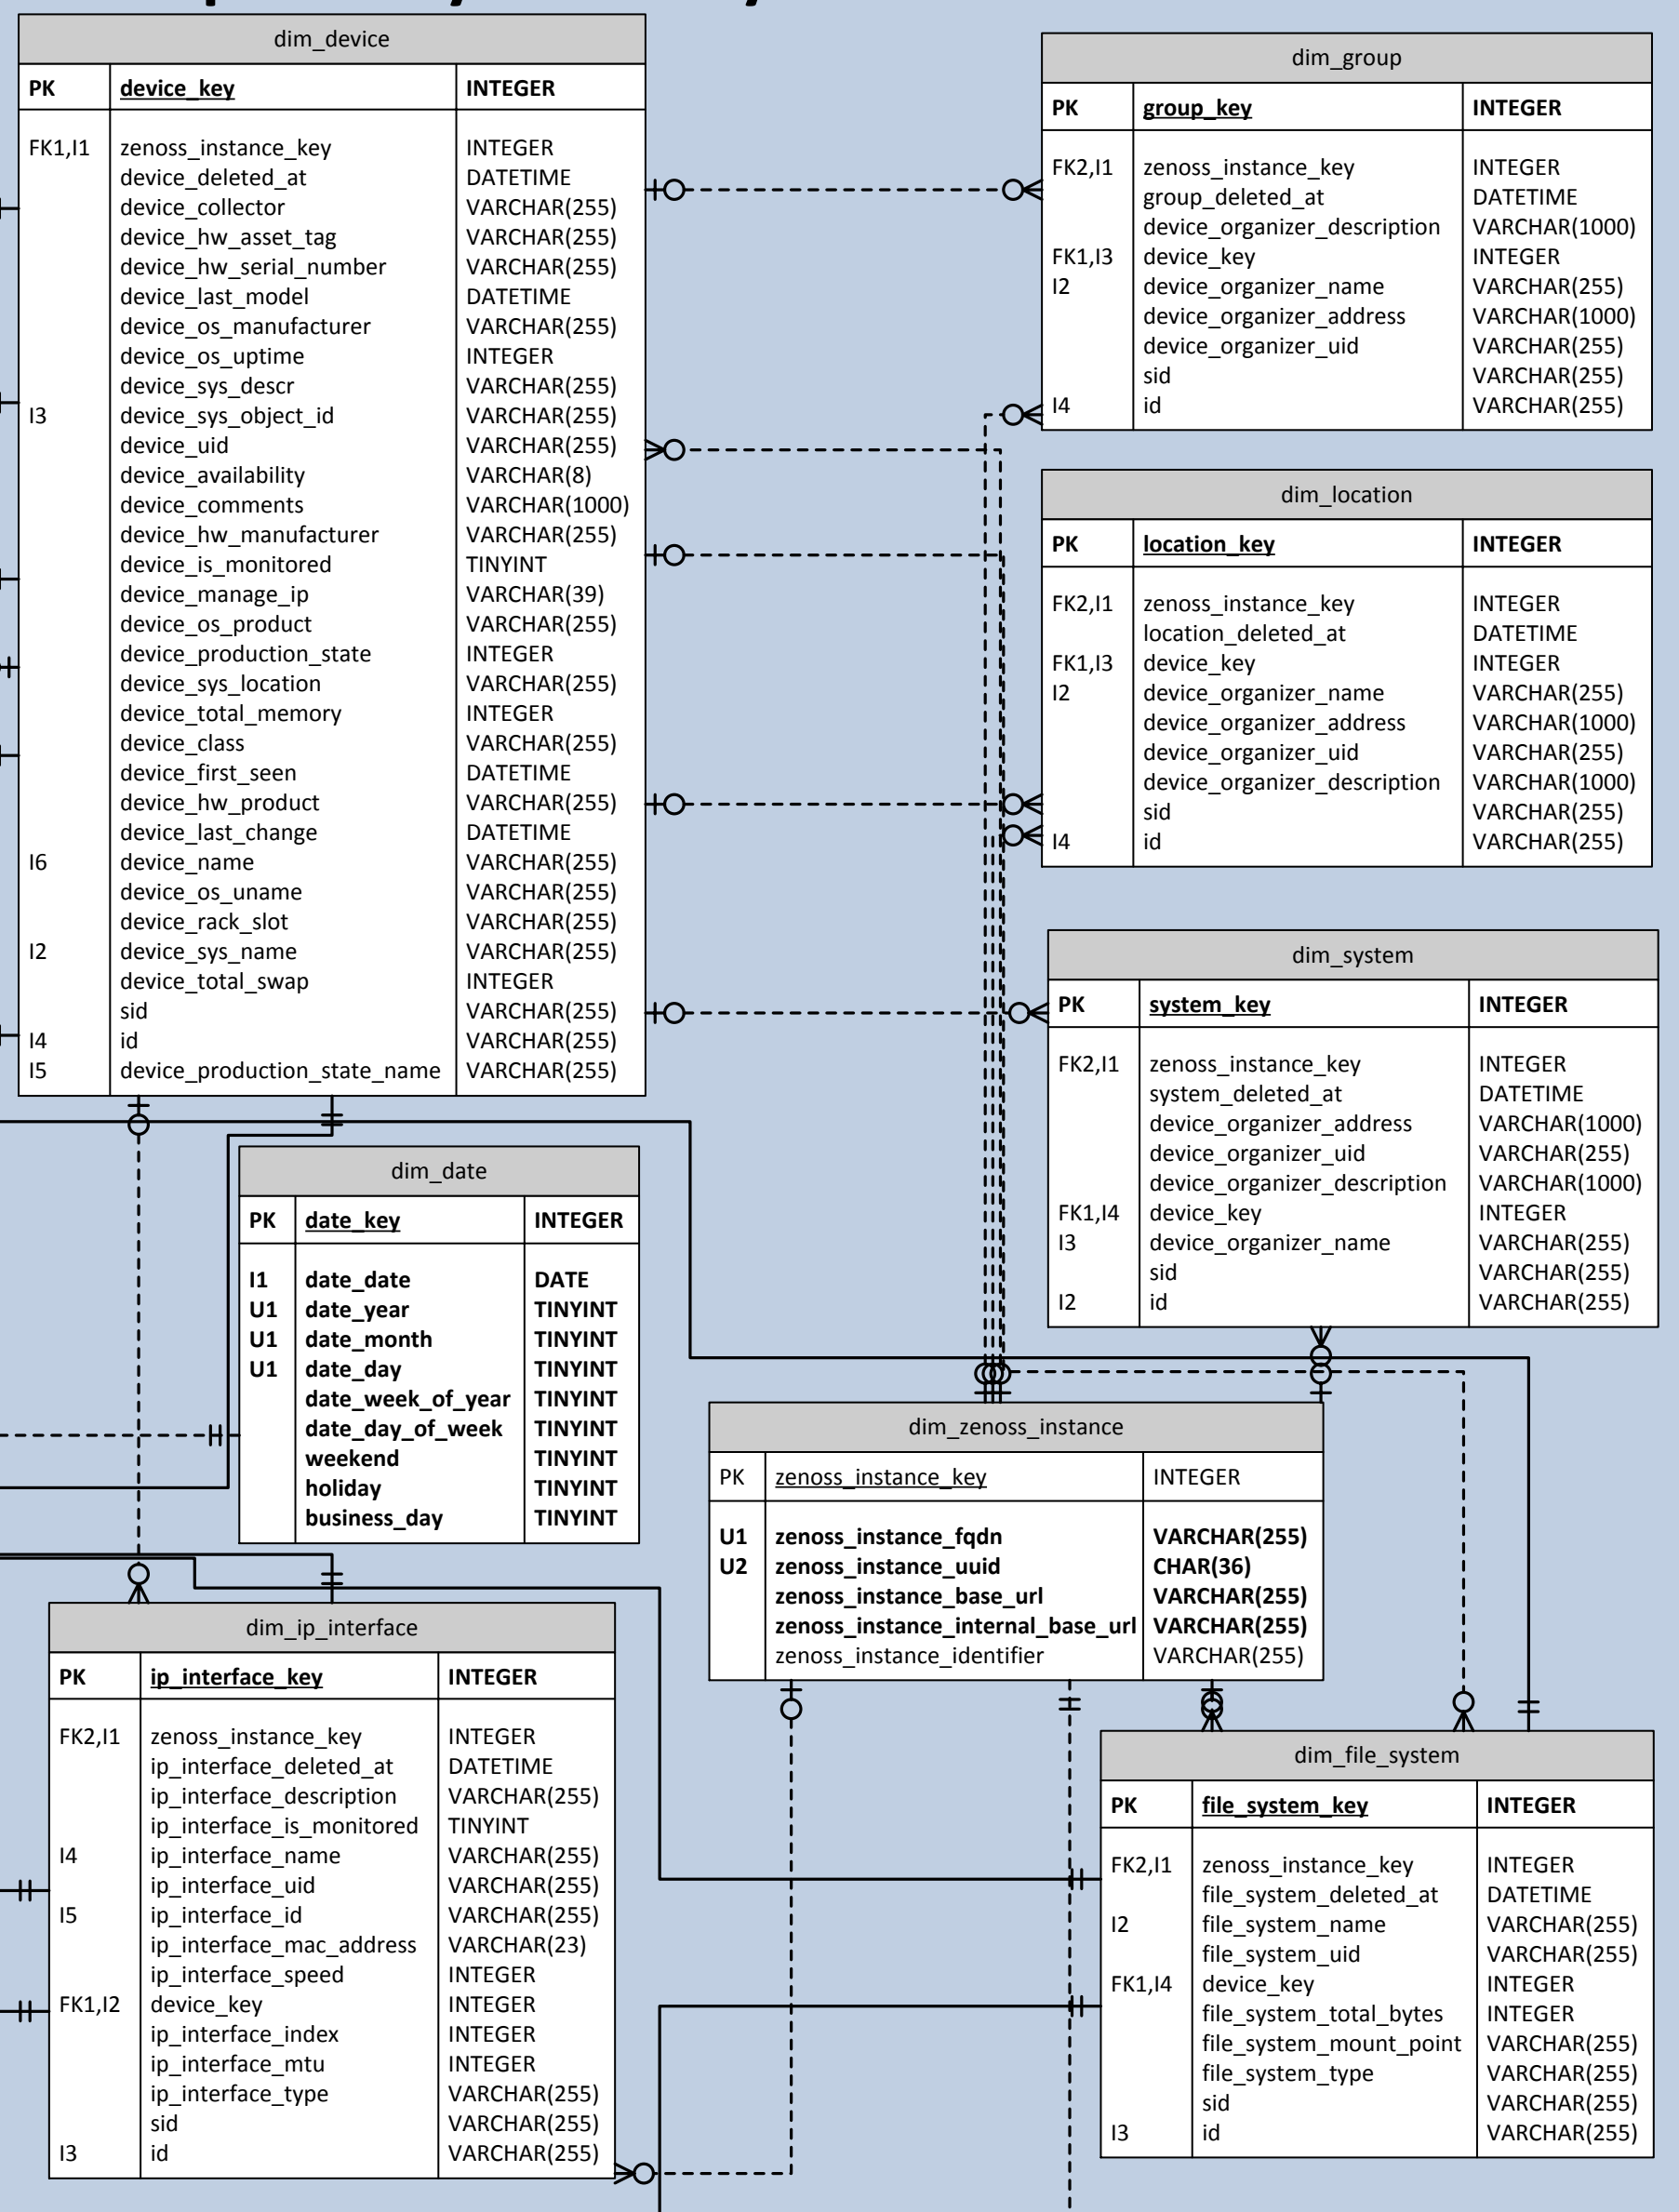 dim_device
PK device_key INTEGER
FK1,I1 zenoss_instance_key INTEGER
device_deleted_at DATETIME
device_collector VARCHAR(255)
device_hw_asset_tag VARCHAR(255)
device_hw_serial_number VARCHAR(255)
device_last_model DATETIME
device_os_manufacturer VARCHAR(255)
device_os_uptime INTEGER
device_sys_descr VARCHAR(255)
I3 device_sys_object_id VARCHAR(255)
device_uid VARCHAR(255)
device_availability VARCHAR(8)
device_comments VARCHAR(1000)
device_hw_manufacturer VARCHAR(255)
device_is_monitored TINYINT
device_manage_ip VARCHAR(39)
device_os_product VARCHAR(255)
device_production_state INTEGER
device_sys_location VARCHAR(255)
device_total_memory INTEGER
device_class VARCHAR(255)
device_first_seen DATETIME
device_hw_product VARCHAR(255)
device_last_change DATETIME
I6 device_name VARCHAR(255)
device_os_uname VARCHAR(255)
device_rack_slot VARCHAR(255)
I2 device_sys_name VARCHAR(255)
device_total_swap INTEGER
sid VARCHAR(255)
I4 id VARCHAR(255)
I5 device_production_state_name VARCHAR(255)
dim_group
PK group_key INTEGER
FK2,I1 zenoss_instance_key INTEGER
group_deleted_at DATETIME
device_organizer_description VARCHAR(1000)
FK1,I3 device_key INTEGER
I2 device_organizer_name VARCHAR(255)
device_organizer_address VARCHAR(1000)
device_organizer_uid VARCHAR(255)
sid VARCHAR(255)
I4 id VARCHAR(255)
dim_location
PK location_key INTEGER
FK2,I1 zenoss_instance_key INTEGER
location_deleted_at DATETIME
FK1,I3 device_key INTEGER
I2 device_organizer_name VARCHAR(255)
device_organizer_address VARCHAR(1000)
device_organizer_uid VARCHAR(255)
device_organizer_description VARCHAR(1000)
sid VARCHAR(255)
I4 id VARCHAR(255)
dim_system
PK system_key INTEGER
FK2,I1 zenoss_instance_key INTEGER
system_deleted_at DATETIME
device_organizer_address VARCHAR(1000)
device_organizer_uid VARCHAR(255)
device_organizer_description VARCHAR(1000)
FK1,I4 device_key INTEGER
I3 device_organizer_name VARCHAR(255)
sid VARCHAR(255)
I2 id VARCHAR(255)
dim_date
PK date_key INTEGER
I1 date_date DATE
U1 date_year TINYINT
U1 date_month TINYINT
U1 date_day TINYINT
date_week_of_year TINYINT
date_day_of_week TINYINT
weekend TINYINT
holiday TINYINT
business_day TINYINT
dim_zenoss_instance
PK zenoss_instance_key INTEGER
U1 zenoss_instance_fqdn VARCHAR(255)
U2 zenoss_instance_uuid CHAR(36)
zenoss_instance_base_url VARCHAR(255)
zenoss_instance_internal_base_url VARCHAR(255)
zenoss_instance_identifier VARCHAR(255)
dim_ip_interface
PK ip_interface_key INTEGER
FK2,I1 zenoss_instance_key INTEGER
ip_interface_deleted_at DATETIME
ip_interface_description VARCHAR(255)
ip_interface_is_monitored TINYINT
I4 ip_interface_name VARCHAR(255)
ip_interface_uid VARCHAR(255)
I5 ip_interface_id VARCHAR(255)
ip_interface_mac_address VARCHAR(23)
ip_interface_speed INTEGER
FK1,I2 device_key INTEGER
ip_interface_index INTEGER
ip_interface_mtu INTEGER
ip_interface_type VARCHAR(255)
sid VARCHAR(255)
I3 id VARCHAR(255)
dim_file_system
PK file_system_key INTEGER
FK2,I1 zenoss_instance_key INTEGER
file_system_deleted_at DATETIME
I2 file_system_name VARCHAR(255)
file_system_uid VARCHAR(255)
FK1,I4 device_key INTEGER
file_system_total_bytes INTEGER
file_system_mount_point VARCHAR(255)
file_system_type VARCHAR(255)
sid VARCHAR(255)
I3 id VARCHAR(255)